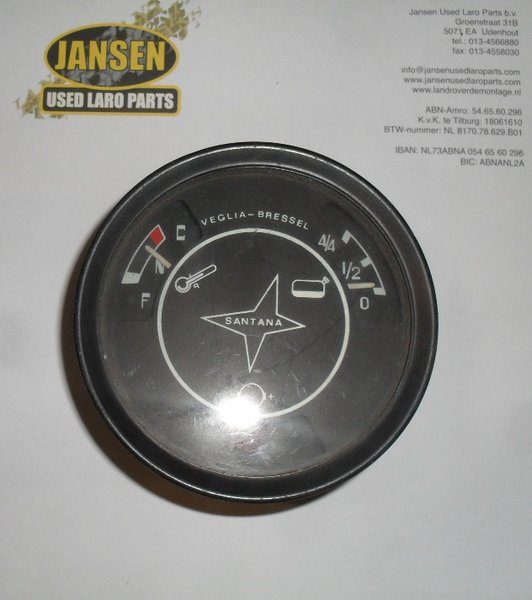 JANSEN
USED LARO PARTS
Jansen Used Laro Parts b.v.
Groenstraat 31B
5071 EA Udenhout
tel.: 013-4566880
fax: 013-4558030
info@jansenusedlaroparts.com
www.jansenusedlaroparts.com
www.landroverdemontage.nl
ABN-Amro: 54.65.60.296
K.v.K. te Tilburg: 18061610
BTW-nummer: NL 8170.78.629.B01
IBAN: NL73ABNA 054 65 60 296
BIC: ABNANL2A
VEGLIA-BRESSEL
C
N
F
4/4
1/2
0
SANTANA